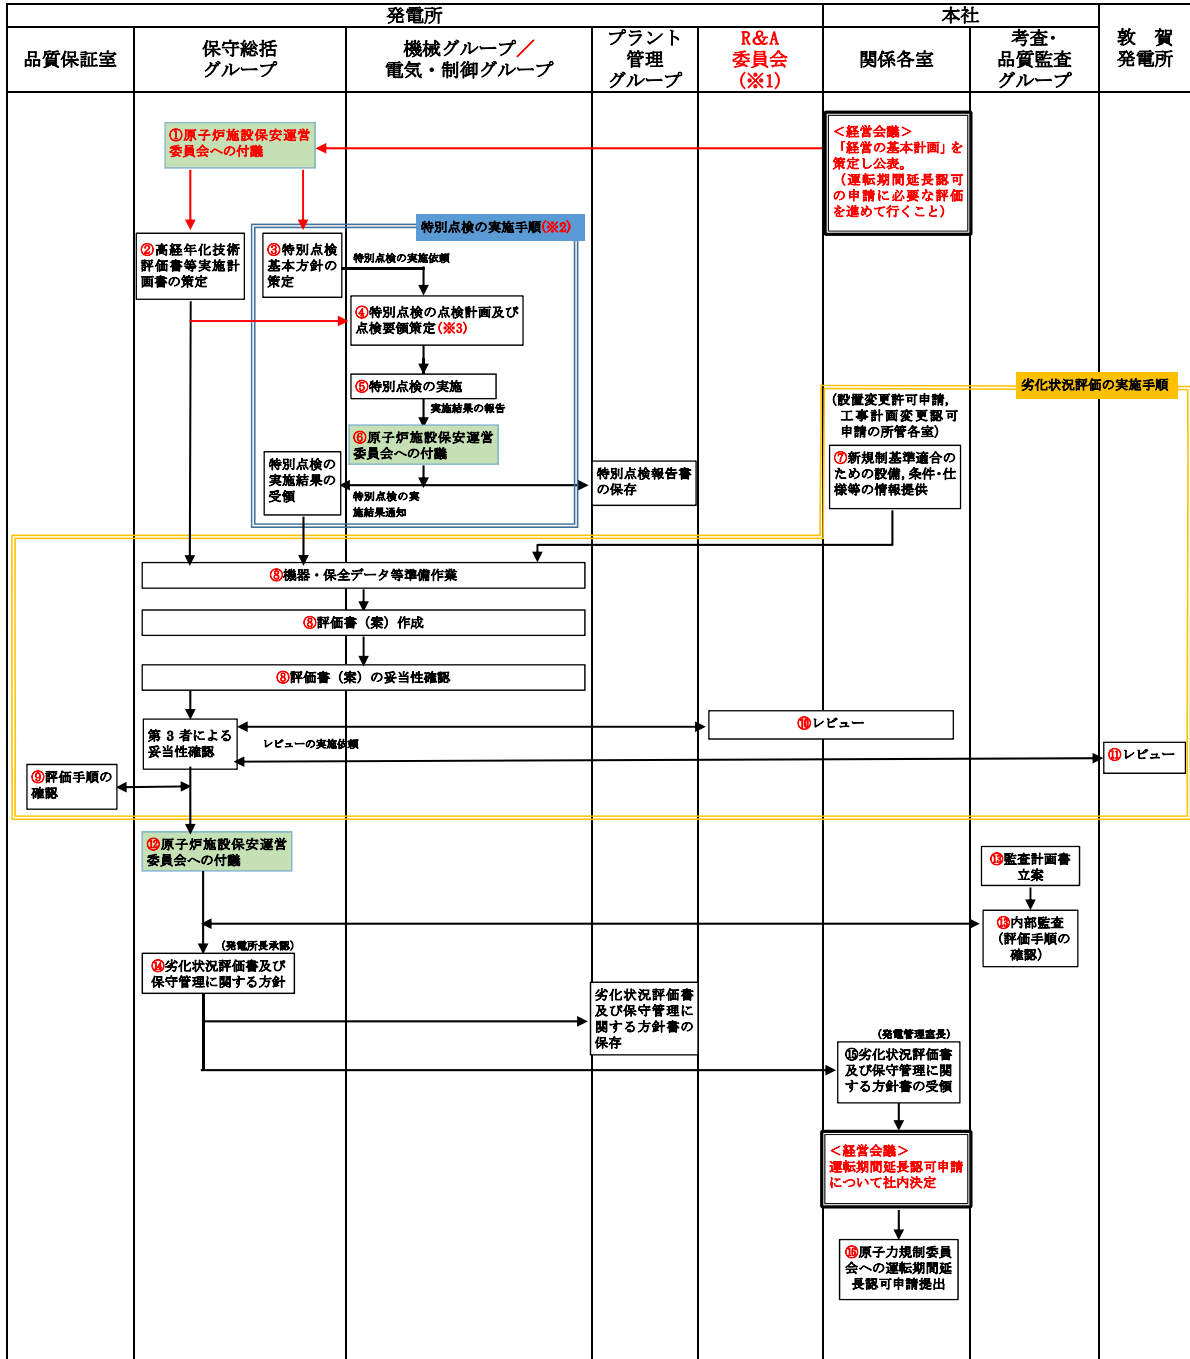 発電所
本社
品質保証室
保守総括
グループ
機械グループ／
電気・制御グループ
プラント
管理
グループ
R&A
委員会
(※1)
関係各室
考査・
品質監査
グループ
敦　賀
発電所
①原子炉施設保安運営
委員会への付議
＜経営会議＞
「経営の基本計画」を
策定し公表。
（運転期間延長認可
の申請に必要な評価
を進めて行くこと）
特別点検の実施手順(※2)
②高経年化技術
評価書等実施計
画書の策定
③特別点検
基本方針の
策定
特別点検の実施依頼
④特別点検の点検計画及び
点検要領策定(※3)
⑤特別点検の実施
実施結果の報告
⑥原子炉施設保安運営
委員会への付議
特別点検の
実施結果の
受領
特別点検の実
施結果通知
特別点検報告書
の保存
劣化状況評価の実施手順
(設置変更許可申請,
工事計画変更認可
申請の所管各室)
⑦新規制基準適合の
ための設備,条件・仕
様等の情報提供
⑧機器・保全データ等準備作業
⑧評価書（案）作成
⑧評価書（案）の妥当性確認
第3者による
妥当性確認
レビューの実施依頼
⑩レビュー
⑪レビュー
⑨評価手順の
確認
⑫原子炉施設保安運営
委員会への付議
⑬監査計画書
立案
⑬内部監査
(評価手順の
確認)
(発電所長承認)
⑭劣化状況評価書及び
保守管理に関する方針
劣化状況評価書
及び保守管理に
関する方針書の
保存
(発電管理室長)
⑮劣化状況評価書
及び保守管理に関
する方針書の受領
＜経営会議＞
運転期間延長認可申請
について社内決定
⑯原子力規制委員
会への運転期間延
長認可申請提出